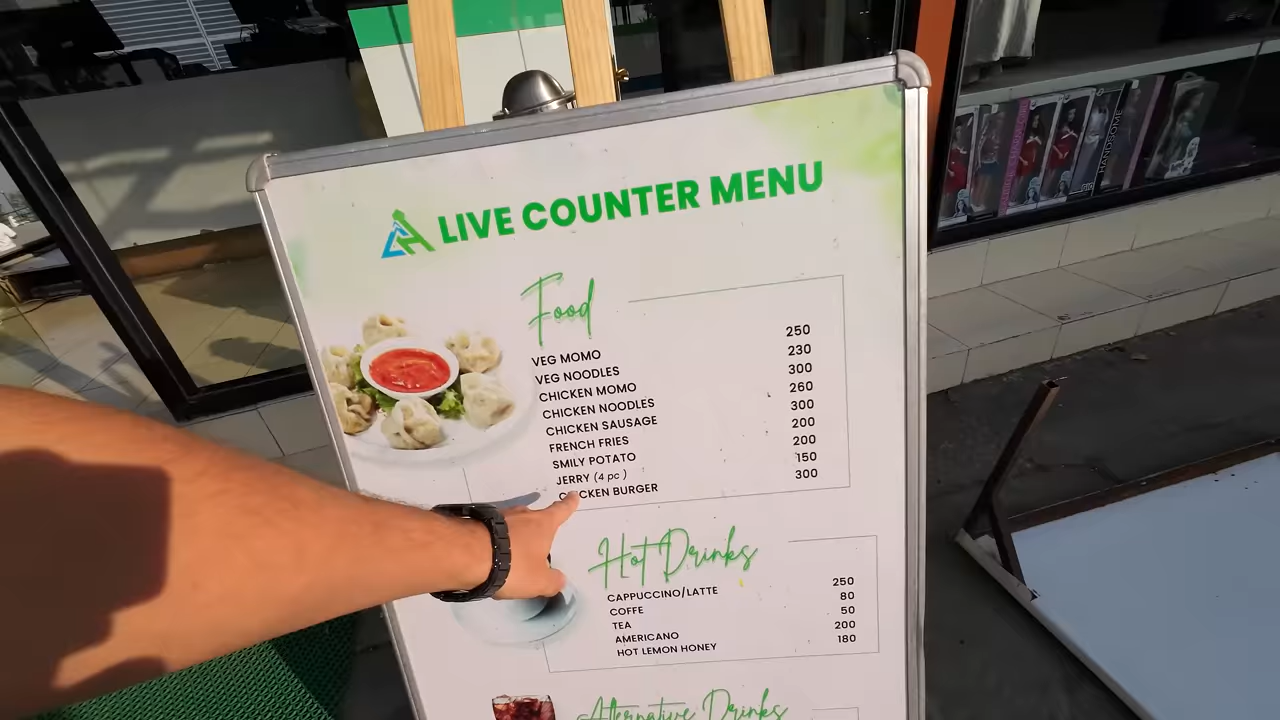 LIVE COUNTER MENU
Food
VEG MOMO 250
VEG NOODLES 230
CHICKEN MOMO 300
CHICKEN NOODLES 260
CHICKEN SAUSAGE 300
FRENCH FRIES 200
SMILY POTATO 200
JERRY (4 pc) 150
CHICKEN BURGER 300
Hot Drinks
CAPPUCCINO/LATTE 250
COFFE 80
TEA 50
AMERICANO 200
HOT LEMON HONEY 180
Alternative Drinks
HANDSOME